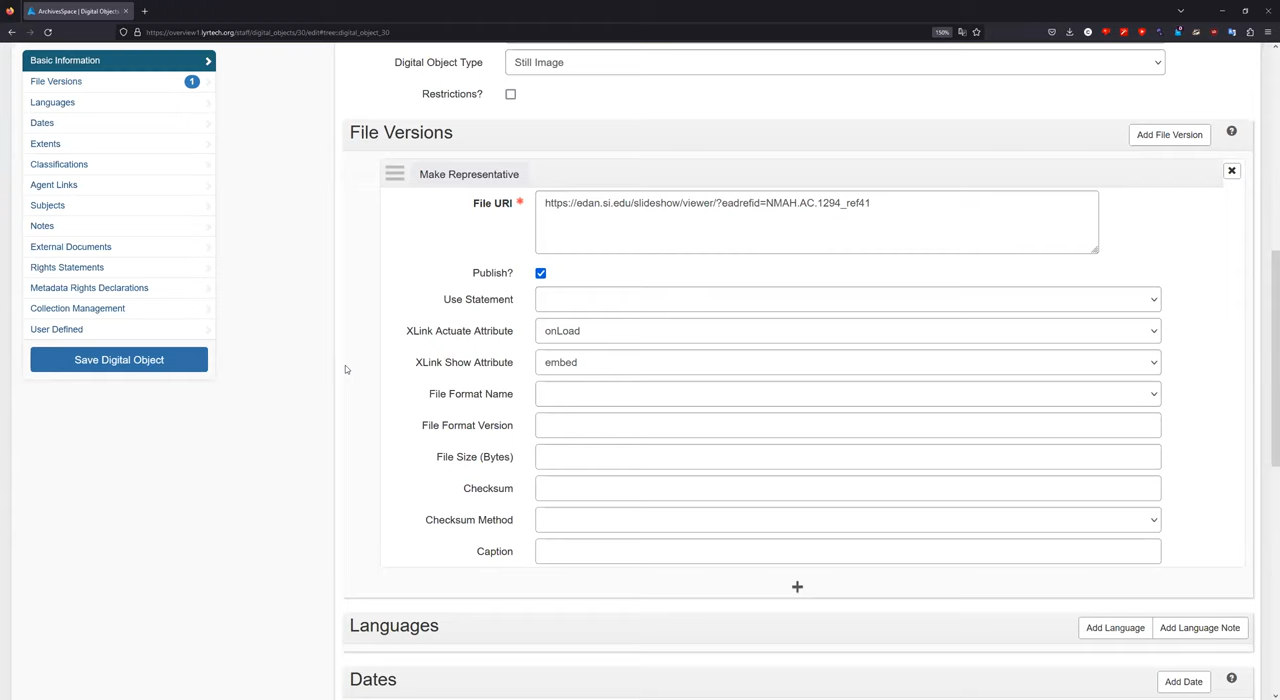 ArchivesSpace | Digital Objects
https://overview1.lyrtech.org/staff/digital_objects/30/edit#tree::digital_object_30
150%
Basic Information
File Versions 1
Languages
Dates
Extents
Classifications
Agent Links
Subjects
Notes
External Documents
Rights Statements
Metadata Rights Declarations
Collection Management
User Defined
Save Digital Object
Digital Object Type Still Image
Restrictions?
File Versions Add File Version
Make Representative
File URI * https://edan.si.edu/slideshow/viewer/?eadrefid=NMAH.AC.1294_ref41
Publish?
Use Statement
XLink Actuate Attribute onLoad
XLink Show Attribute embed
File Format Name
File Format Version
File Size (Bytes)
Checksum
Checksum Method
Caption
Languages Add Language Add Language Note
Dates Add Date